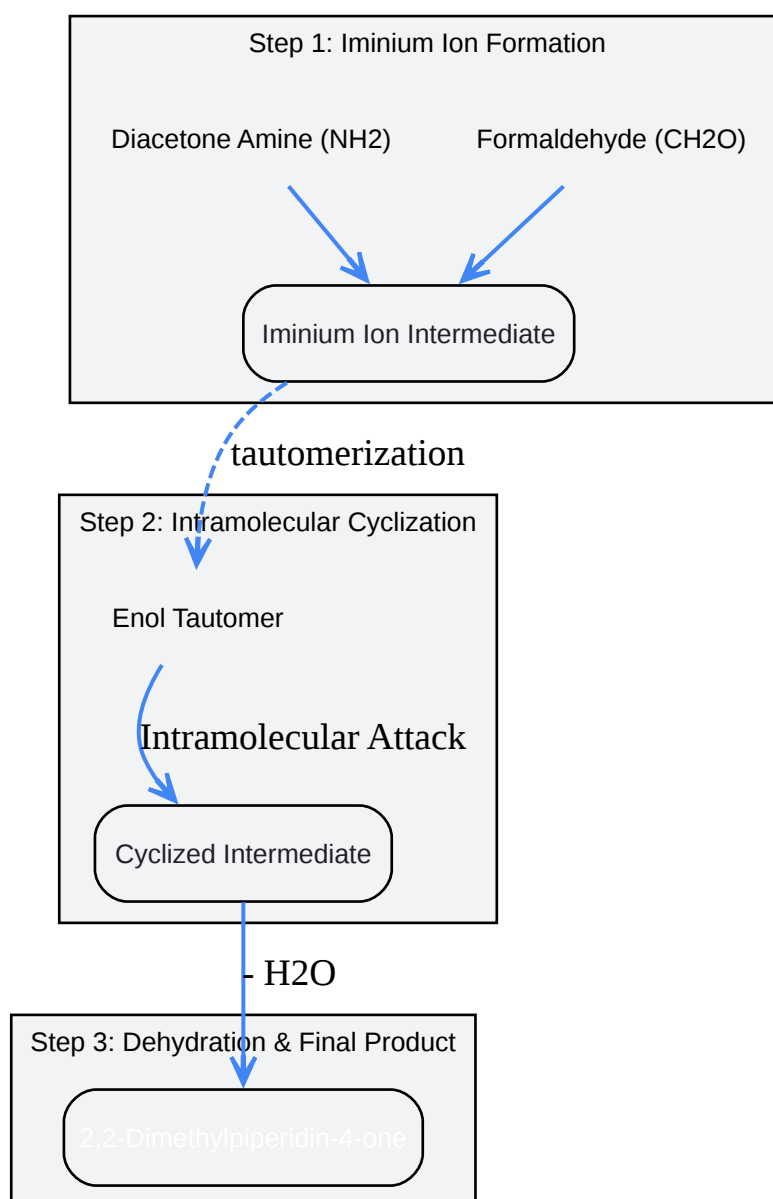 Step 1: Iminium Ion Formation
Diacetone Amine (NH2)
Formaldehyde (CH2O)
Iminium Ion Intermediate
tautomerization
Step 2: Intramolecular Cyclization
Enol Tautomer
Intramolecular Attack
Cyclized Intermediate
- H2O
Step 3: Dehydration & Final Product
2,2-Dimethylpiperidin-4-one